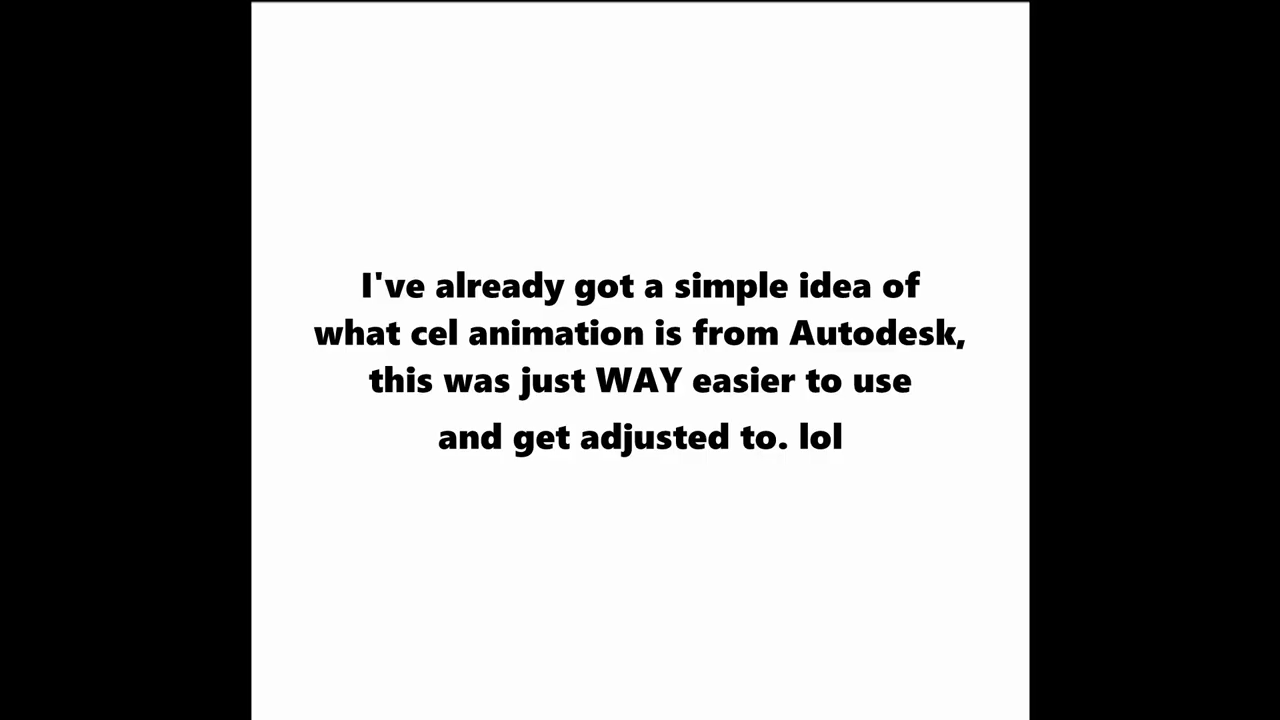 I've already got a simple idea of
what cel animation is from Autodesk,
this was just WAY easier to use
and get adjusted to. lol